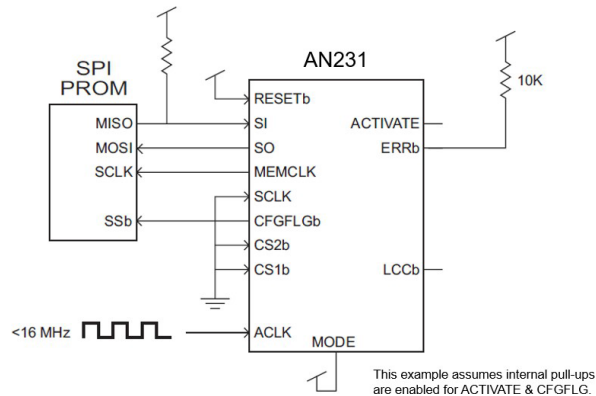 SPI
PROM
AN231
10K
RESETb
MISO
SI
ACTIVATE
MOSI
SO
ERRb
SCLK
MEMCLK
SCLK
SSb
CFGFLGb
CS2b
CS1b
LCCb
<16 MHz
ACLK
MODE
This example assumes internal pull-ups
are enabled for ACTIVATE & CFGFLG.